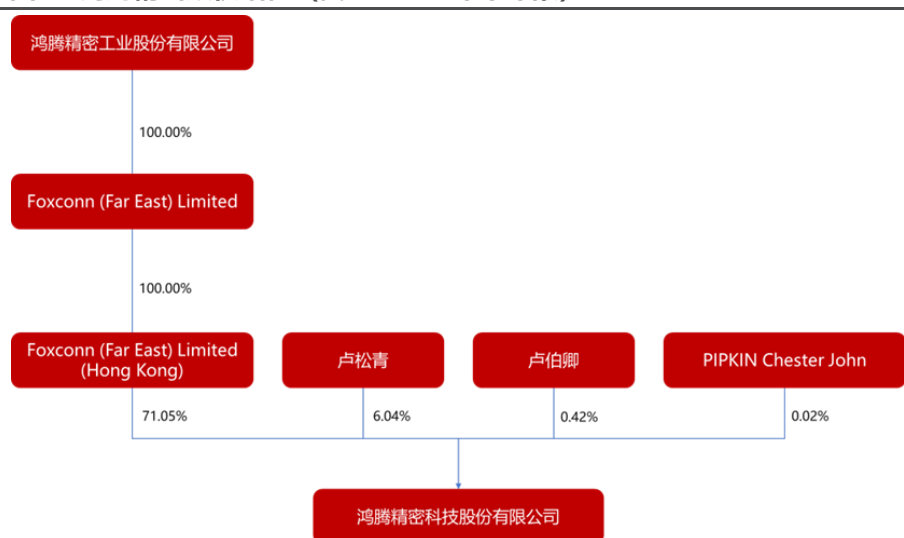 鸿腾精密工业股份有限公司
100.00%
Foxconn (Far East) Limited
100.00%
Foxconn (Far East) Limited
(Hong Kong)
卢松青
卢伯卿
PIPKIN Chester John
71.05%
6.04%
0.42%
0.02%
鸿腾精密科技股份有限公司